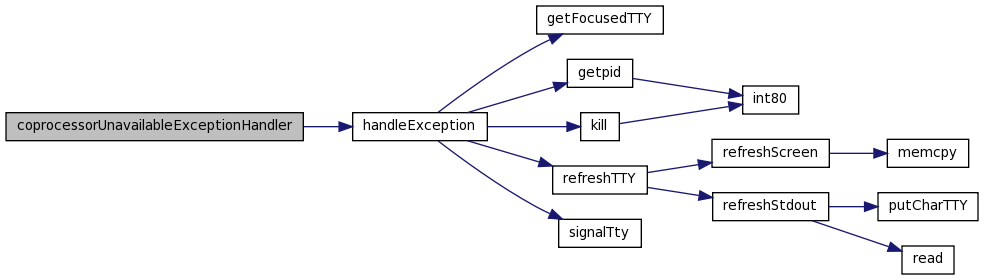 coprocessorUnavailableExceptionHandler
handleException
getFocusedTTY
getpid
int80
kill
refreshTTY
refreshScreen
memcpy
refreshStdout
putCharTTY
read
signalTty